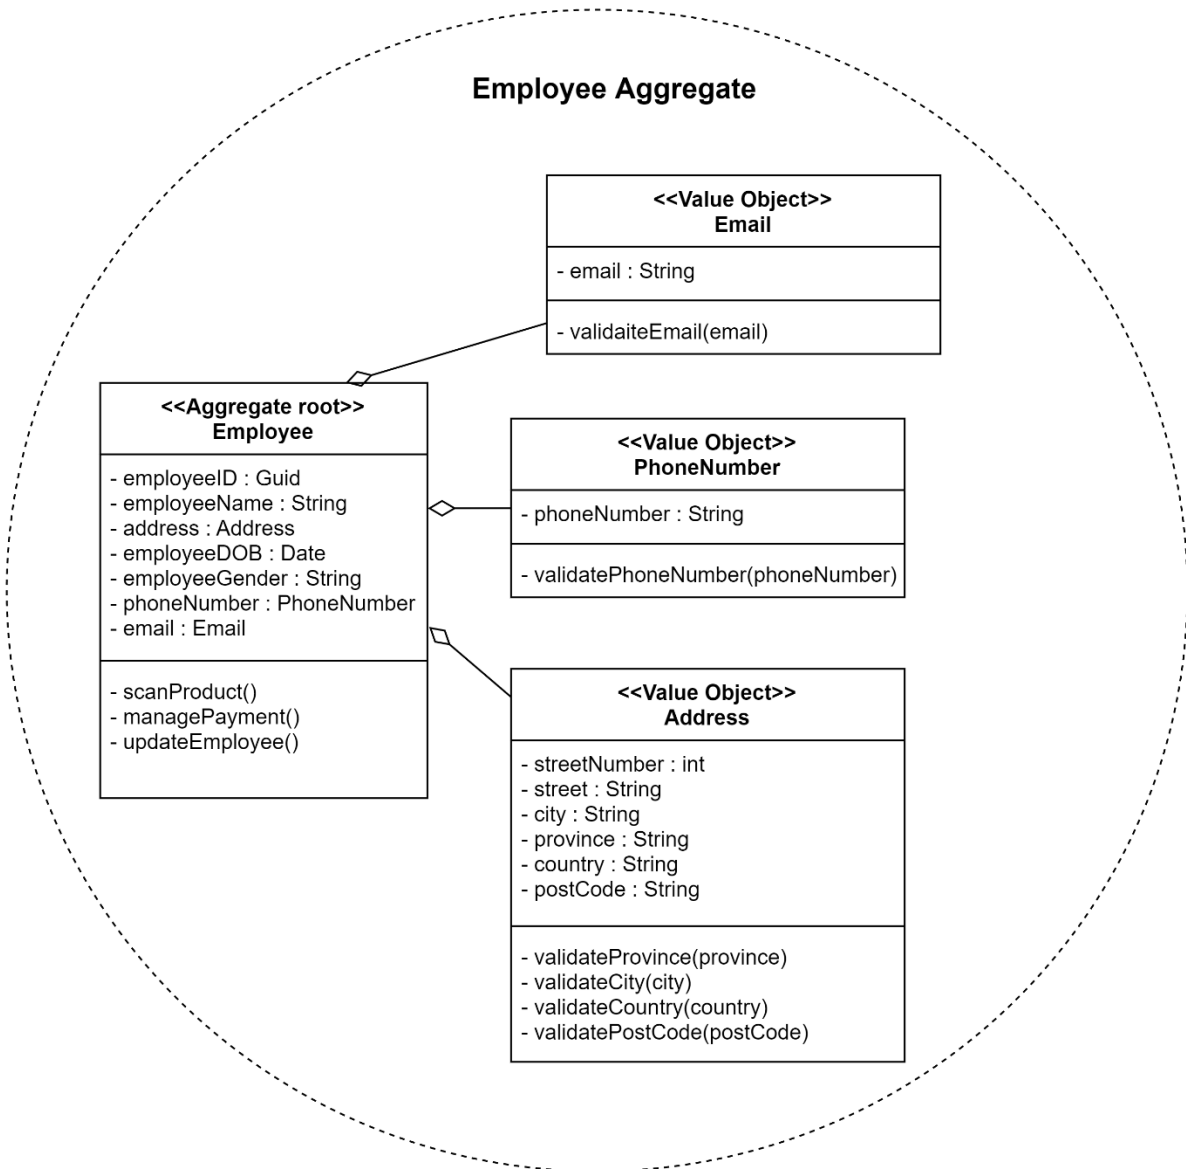 Employee Aggregate
<<Value Object>>
Email
- email : String
- validaiteEmail(email)
<<Aggregate root>>
Employee
- employeeID : Guid
- employeeName : String
- address : Address
- employeeDOB : Date
- employeeGender : String
- phoneNumber : PhoneNumber
- email : Email
- scanProduct()
- managePayment()
- updateEmployee()
<<Value Object>>
PhoneNumber
- phoneNumber : String
- validatePhoneNumber(phoneNumber)
<<Value Object>>
Address
- streetNumber : int
- street : String
- city : String
- province : String
- country : String
- postCode : String
- validateProvince(province)
- validateCity(city)
- validateCountry(country)
- validatePostCode(postCode)